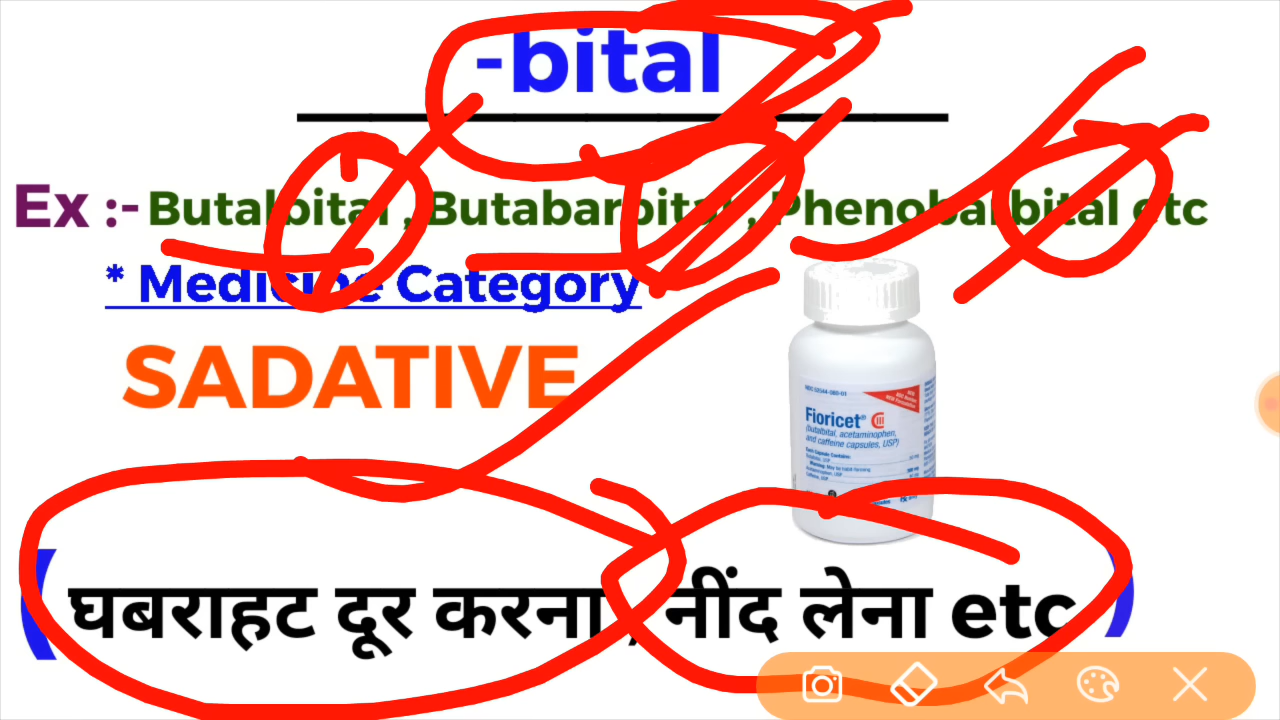 -bital
Ex :- Butalbital , Butabarbital , Phenobarbital etc
* Medicine Category
SADATIVE
Fioricet®
(butalbital, acetaminophen,
and caffeine capsules, USP)
( घबराहट दूर करना , नींद लेना etc )